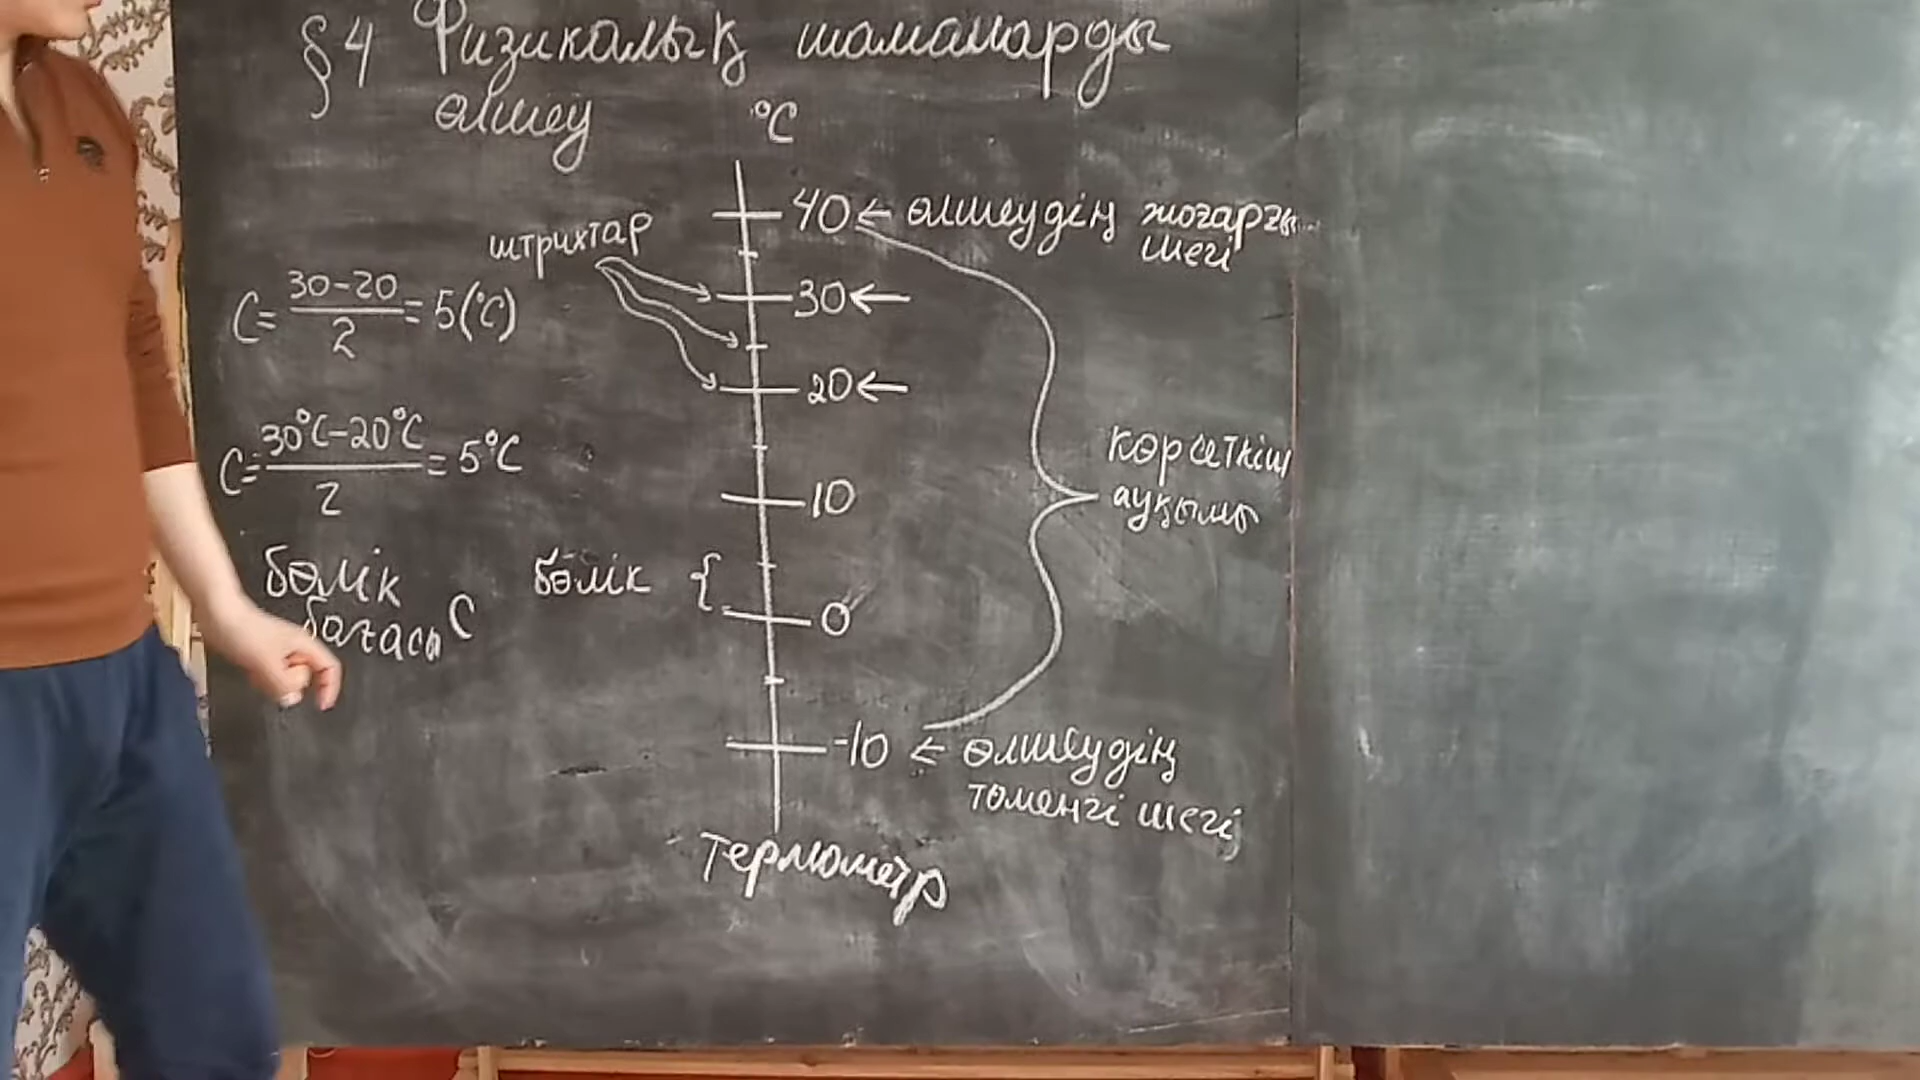 §4 Физикалық шамаларды
өлшеу
°C
40 ← өлшеудің жоғарғы
шегі
штрихтар
30 ←
C = 30-20 / 2 = 5(°C)
20 ←
C = 30°C-20°C / 2 = 5°C
көрсеткіш
ауқымы
10
бөлік
бағасы C
бөлік {
0
-10 ← өлшеудің
төменгі шегі
Термометр